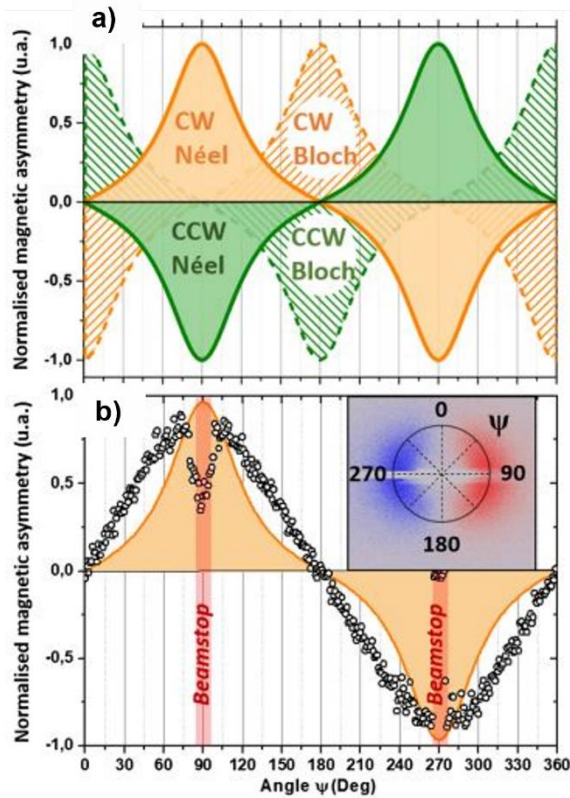 a)
Normalised magnetic asymmetry (u.a.)
1,0
0,5
0,0
-0,5
-1,0
CW
Néel
CW
Bloch
CCW
Néel
CCW
Bloch
b)
Normalised magnetic asymmetry (u.a.)
1,0
0,5
0,0
-0,5
-1,0
0
ψ
270
90
180
Beamstop
Beamstop
0 30 60 90 120 150 180 210 240 270 300 330 360
Angle ψ (Deg)